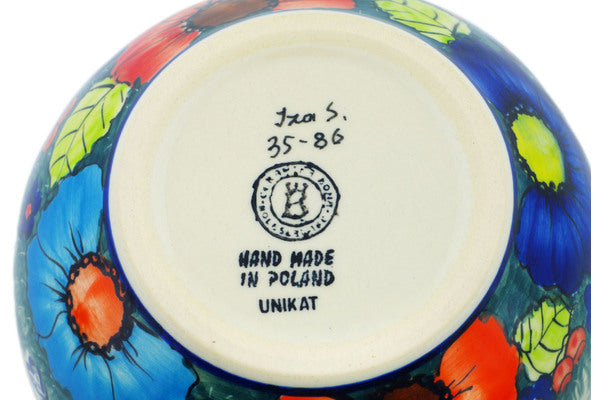 Iza S.
35-86
HAND MADE
IN POLAND
UNIKAT